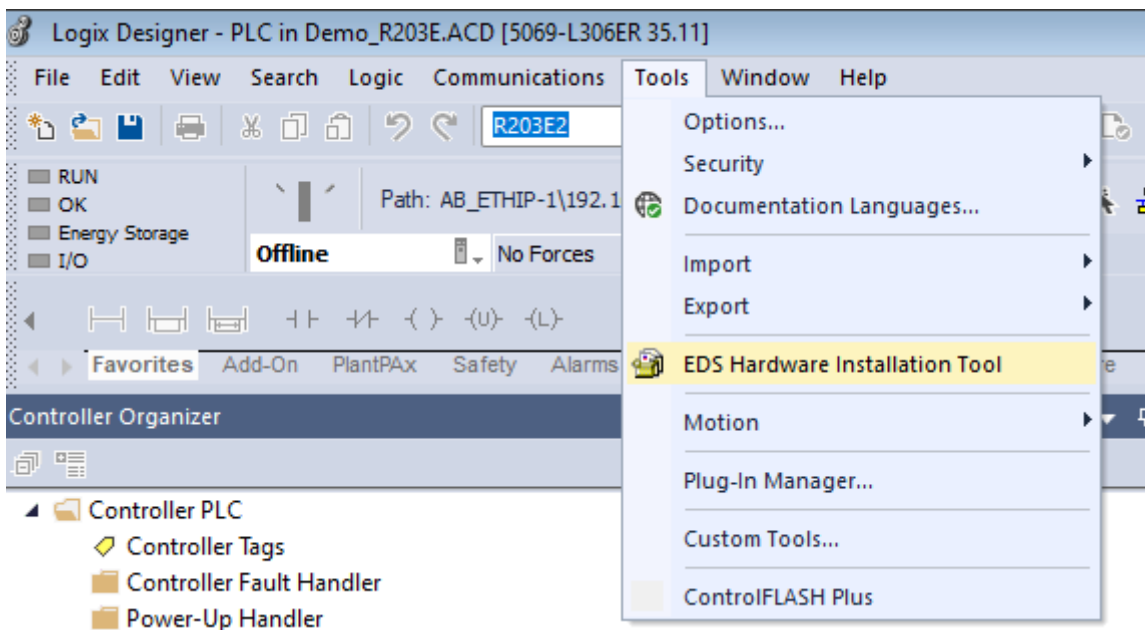 Logix Designer - PLC in Demo_R203E.ACD [5069-L306ER 35.11]
File Edit View Search Logic Communications Tools Window Help
R203E2
Options...
Security
Documentation Languages...
Import
Export
EDS Hardware Installation Tool
Motion
Plug-In Manager...
Custom Tools...
ControlFLASH Plus
RUN
OK
Energy Storage
I/O
Path: AB_ETHIP-1\192.1
Offline
No Forces
Favorites Add-On PlantPAx Safety Alarms
Controller Organizer
Controller PLC
Controller Tags
Controller Fault Handler
Power-Up Handler